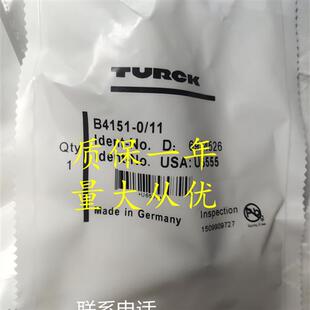 TURCK
B4151-0/11
Qty
1
Ident-No. D:
Ident-No. USA:
质保一年
量大从优
Made in Germany
Inspection
1509909727
联系电话